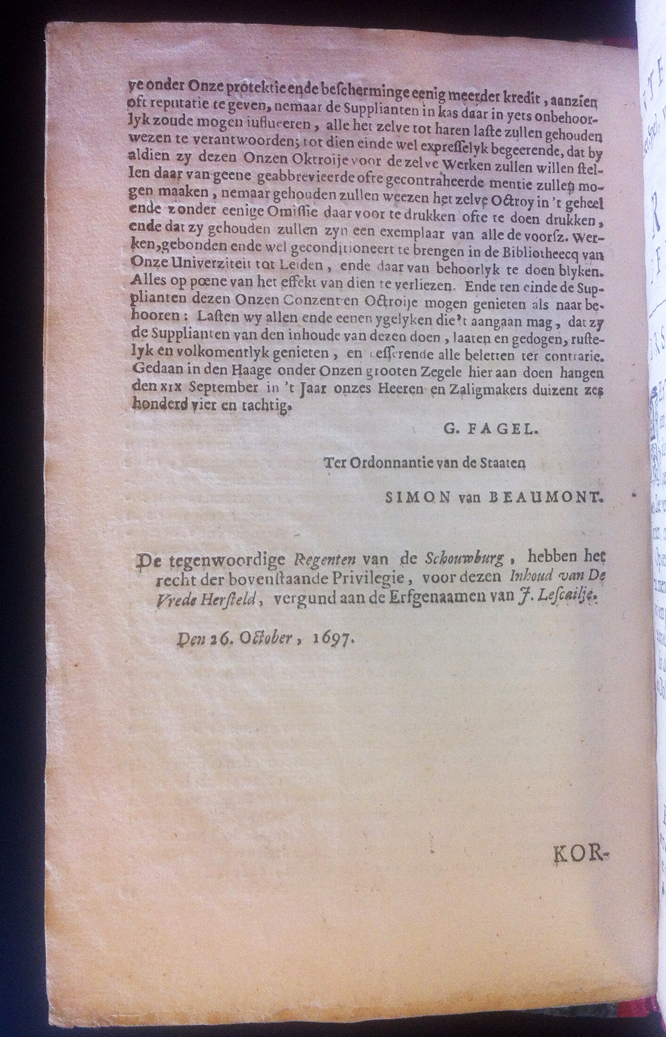 ye onder Onze protektie ende beſcherminge eenig meerder kredit, aanzien
oft reputatie te geven, nemaar de Supplianten in kas daar in yets onbehoor-
lyk zoude mogen influeren, alle het zelve tot haren laſte zullen gehouden
wezen te verantwoorden; tot dien einde wel expreſſelyk begeerende, dat by
aldien zy dezen Onzen Oktroije voor dezelve Werken zullen willen ſtel-
len daar van geene geabbrevieerde ofte gecontraheerde mentie zullen mo-
gen maaken, nemaar gehouden zullen weezen het zelve Octroy in 't geheel
ende zonder eenige Omiſſie daar voor te drukken ofte te doen drukken,
ende dat zy gehouden zullen zyn een exemplaar van alle de voorſz. Wer-
ken, gebonden ende wel geconditioneert te brengen in de Bibliotheecq van
Onze Univerziteit tot Leiden, ende daar van behoorlyk te doen blyken.
Alles op pœne van het effekt van dien te verliezen. Ende ten einde de Sup-
plianten dezen Onzen Conzent en Octroije mogen genieten als naar be-
hooren: Laſten wy allen ende eenen ygelyken die't aangaan mag, dat zy
de Supplianten van den inhoude van dezen doen, laaten en gedogen, ruſte-
lyk en volkomentlyk genieten, en ceſſerende alle beletten ter contrarie.
Gedaan in den Haage onder Onzen grooten Zegele hier aan doen hangen
den XIX September in 't Jaar onzes Heeren en Zaligmakers duizent zes
honderd vier en tachtig.
G. FAGEL.
Ter Ordonnantie van de Staaten
SIMON van BEAUMONT.
De tegenwoordige Regenten van de Schouwburg, hebben het
recht der bovenſtaande Privilegie, voor dezen Inhoud van De
Vrede Herſteld, vergund aan de Erfgenaamen van J. Leſcailje.
Den 26. October, 1697.
KOR-